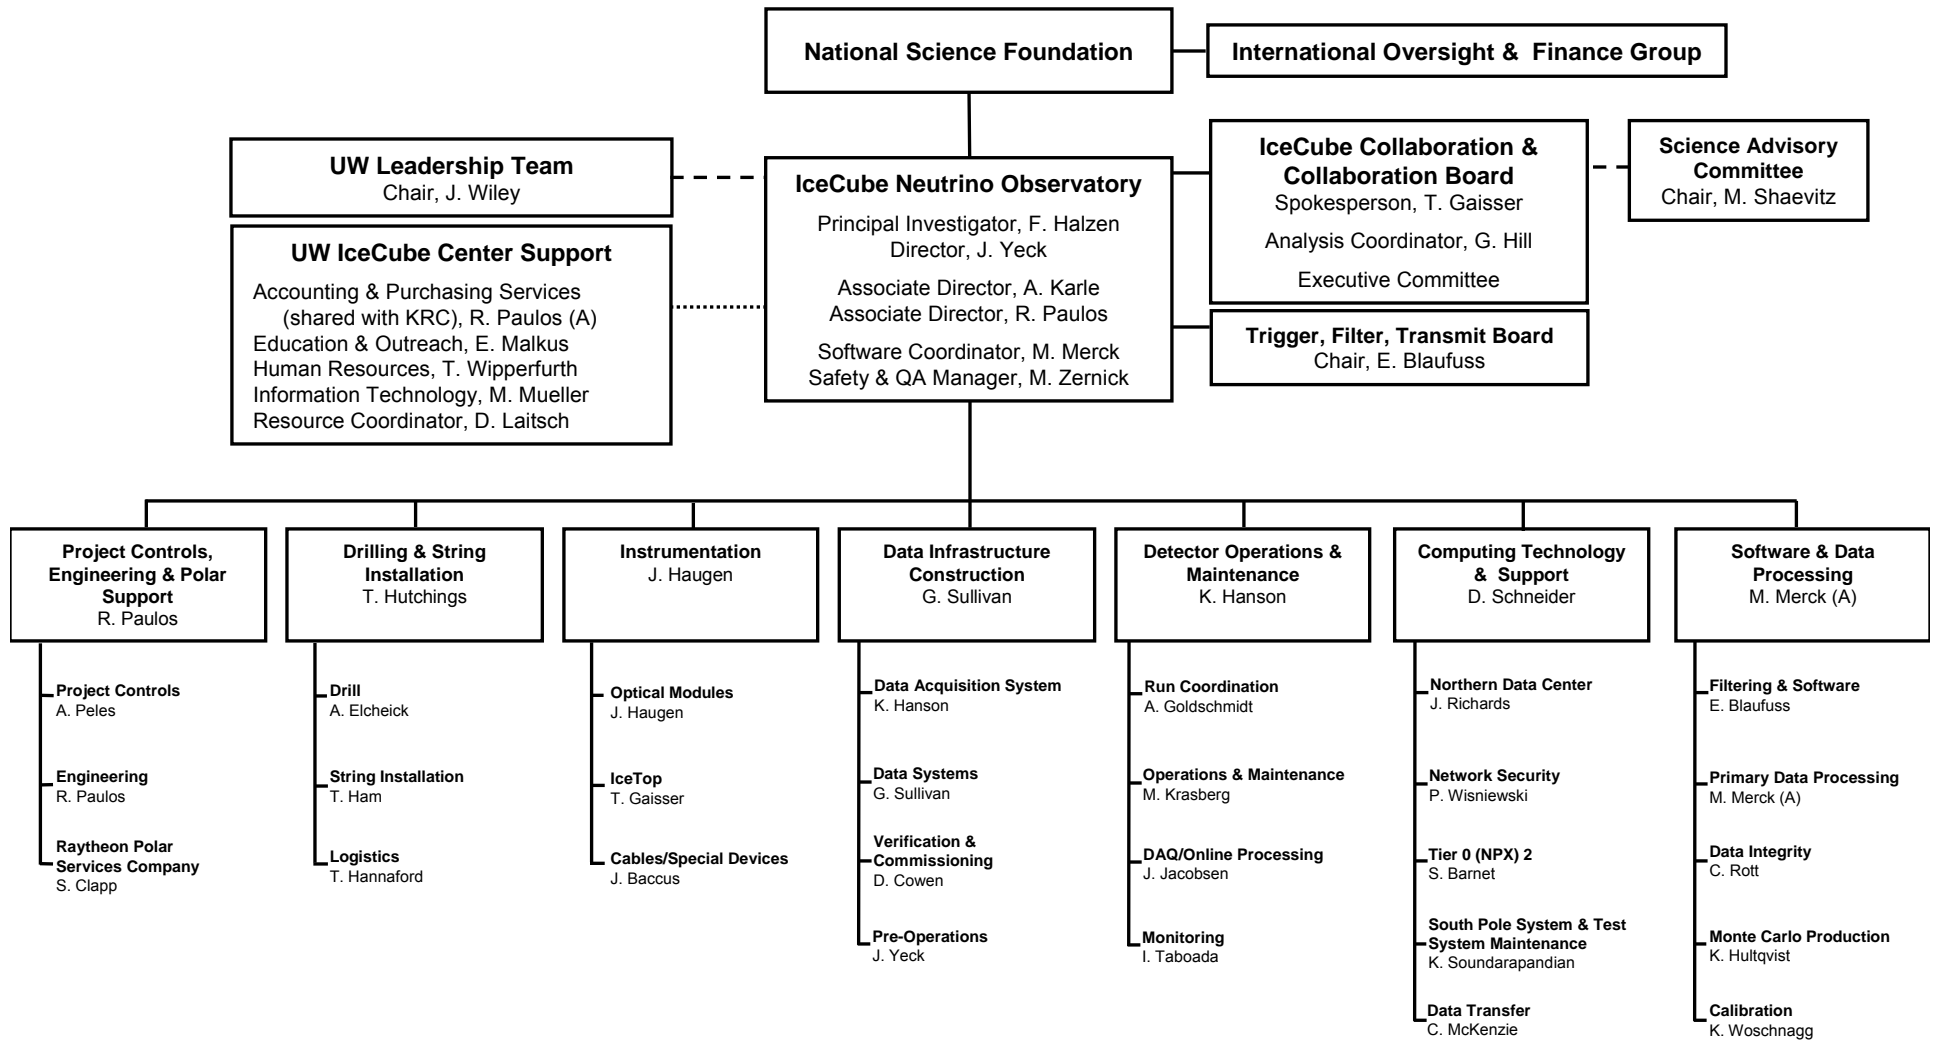 National Science Foundation
International Oversight & Finance Group
UW Leadership Team
Chair, J. Wiley
UW IceCube Center Support
Accounting & Purchasing Services
(shared with KRC), R. Paulos (A)
Education & Outreach, E. Malkus
Human Resources, T. Wipperfurth
Information Technology, M. Mueller
Resource Coordinator, D. Laitsch
IceCube Neutrino Observatory
Principal Investigator, F. Halzen
Director, J. Yeck
Associate Director, A. Karle
Associate Director, R. Paulos
Software Coordinator, M. Merck
Safety & QA Manager, M. Zernick
IceCube Collaboration &
Collaboration Board
Spokesperson, T. Gaisser
Analysis Coordinator, G. Hill
Executive Committee
Science Advisory
Committee
Chair, M. Shaevitz
Trigger, Filter, Transmit Board
Chair, E. Blaufuss
Project Controls,
Engineering & Polar
Support
R. Paulos
Project Controls
A. Peles
Engineering
R. Paulos
Raytheon Polar
Services Company
S. Clapp
Drilling & String
Installation
T. Hutchings
Drill
A. Elcheick
String Installation
T. Ham
Logistics
T. Hannaford
Instrumentation
J. Haugen
Optical Modules
J. Haugen
IceTop
T. Gaisser
Cables/Special Devices
J. Baccus
Data Infrastructure
Construction
G. Sullivan
Data Acquisition System
K. Hanson
Data Systems
G. Sullivan
Verification &
Commissioning
D. Cowen
Pre-Operations
J. Yeck
Detector Operations &
Maintenance
K. Hanson
Run Coordination
A. Goldschmidt
Operations & Maintenance
M. Krasberg
DAQ/Online Processing
J. Jacobsen
Monitoring
I. Taboada
Computing Technology
& Support
D. Schneider
Northern Data Center
J. Richards
Network Security
P. Wisniewski
Tier 0 (NPX) 2
S. Barnet
South Pole System & Test
System Maintenance
K. Soundarapandian
Data Transfer
C. McKenzie
Software & Data
Processing
M. Merck (A)
Filtering & Software
E. Blaufuss
Primary Data Processing
M. Merck (A)
Data Integrity
C. Rott
Monte Carlo Production
K. Hultqvist
Calibration
K. Woschnagg